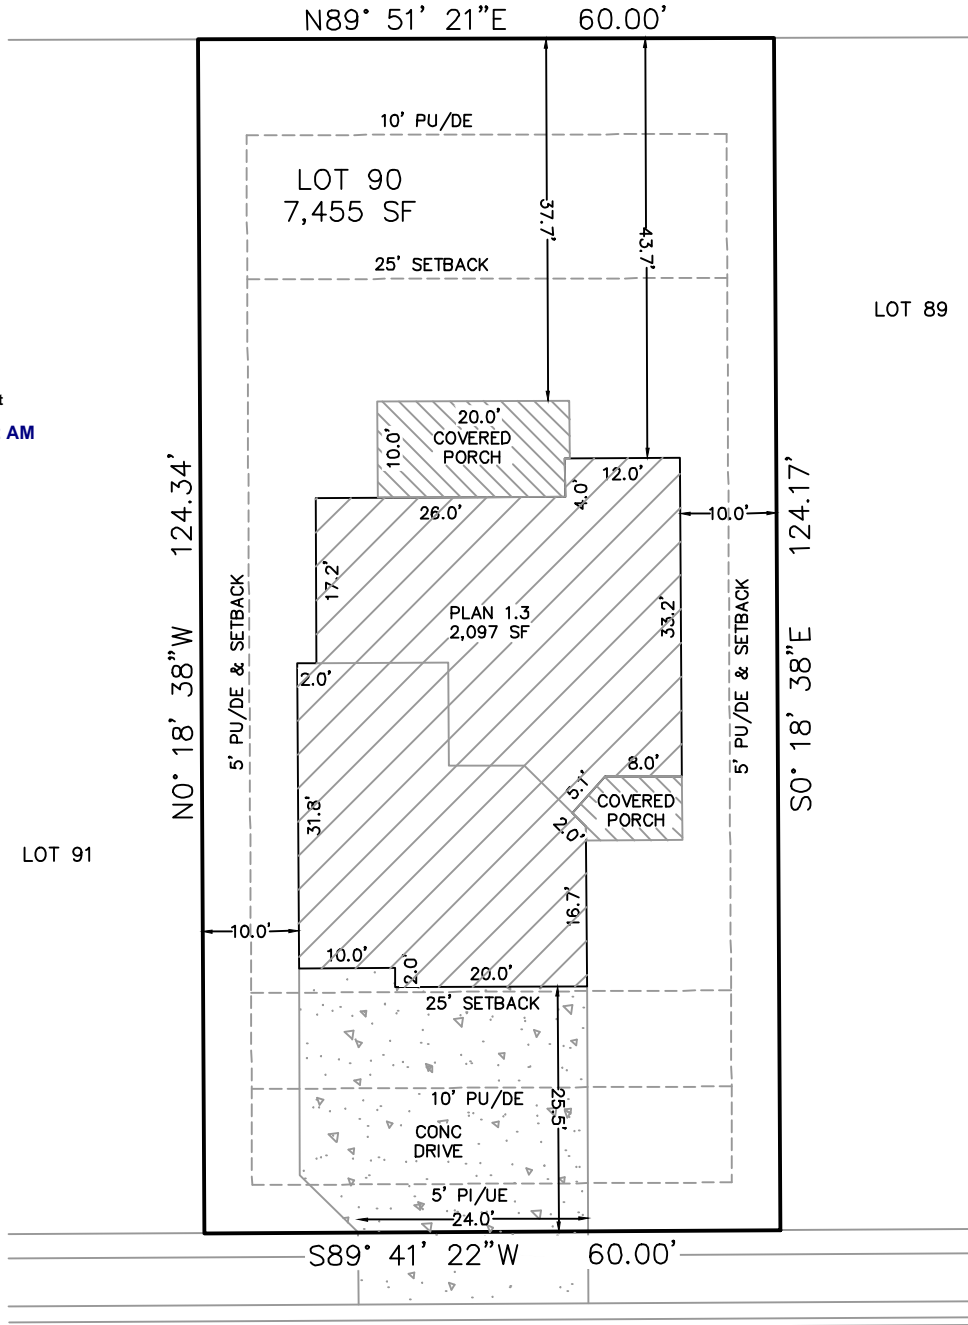 N89° 51' 21"E 60.00'
10' PU/DE
LOT 90
7,455 SF
37.7'
43.7'
25' SETBACK
LOT 89
t
AM
20.0'
10.0'
COVERED
PORCH
12.0'
4.0'
26.0'
10.0'
N0° 18' 38"W 124.34'
S0° 18' 38"E 124.17'
17.2'
PLAN 1.3
2,097 SF
33.2'
5' PU/DE & SETBACK
5' PU/DE & SETBACK
2.0'
8.0'
5.1'
COVERED
PORCH
2.0'
31.8'
LOT 91
16.7'
10.0'
10.0'
2.0'
20.0'
25' SETBACK
10' PU/DE
25.5'
CONC
DRIVE
5' PI/UE
24.0'
S89° 41' 22"W 60.00'